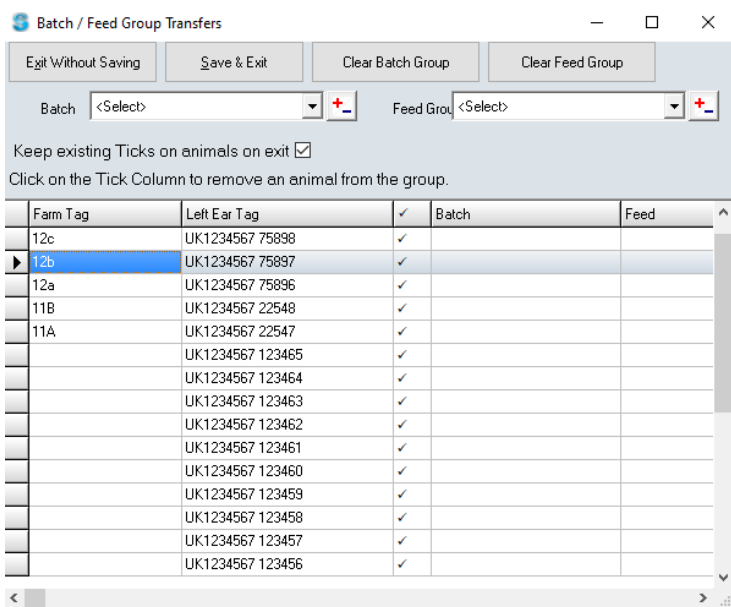 Batch / Feed Group Transfers
Exit Without Saving Save & Exit Clear Batch Group Clear Feed Group
Batch <Select> Feed Grou <Select>
Keep existing Ticks on animals on exit
Click on the Tick Column to remove an animal from the group.
Farm Tag Left Ear Tag ✓ Batch Feed
12c UK1234567 75898 ✓
12b UK1234567 75897 ✓
12a UK1234567 75896 ✓
11B UK1234567 22548 ✓
11A UK1234567 22547 ✓
UK1234567 123465 ✓
UK1234567 123464 ✓
UK1234567 123463 ✓
UK1234567 123462 ✓
UK1234567 123461 ✓
UK1234567 123460 ✓
UK1234567 123459 ✓
UK1234567 123458 ✓
UK1234567 123457 ✓
UK1234567 123456 ✓